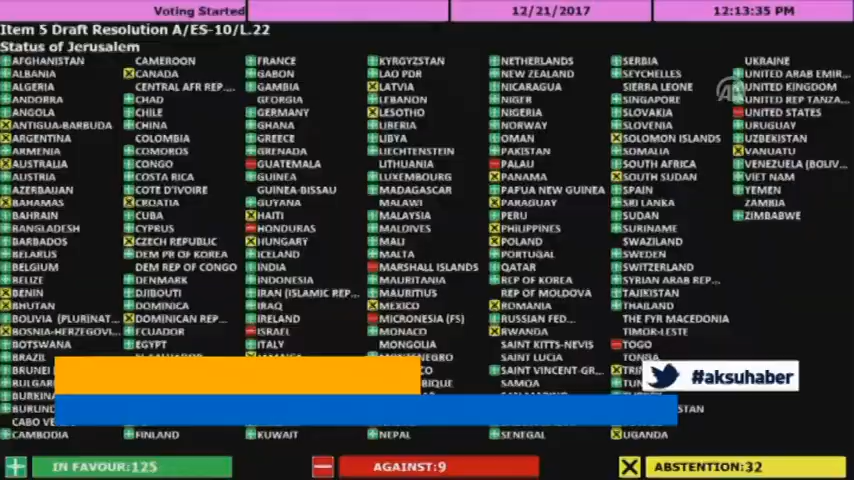 Voting Started 12/21/2017 12:13:35 PM
Item 5 Draft Resolution A/ES-10/L.22
Status of Jerusalem
AFGHANISTAN CAMEROON FRANCE KYRGYZSTAN NETHERLANDS SERBIA UKRAINE
ALBANIA CANADA GABON LAO PDR NEW ZEALAND SEYCHELLES UNITED ARAB EMIR...
ALGERIA CENTRAL AFR REP... GAMBIA LATVIA NICARAGUA SIERRA LEONE UNITED KINGDOM
ANDORRA CHAD GEORGIA LEBANON NIGER SINGAPORE UNITED REP TANZA...
ANGOLA CHILE GERMANY LESOTHO NIGERIA SLOVAKIA UNITED STATES
ANTIGUA-BARBUDA CHINA GHANA LIBERIA NORWAY SLOVENIA URUGUAY
ARGENTINA COLOMBIA GREECE LIBYA OMAN SOLOMON ISLANDS UZBEKISTAN
ARMENIA COMOROS GRENADA LIECHTENSTEIN PAKISTAN SOMALIA VANUATU
AUSTRALIA CONGO GUATEMALA LITHUANIA PALAU SOUTH AFRICA VENEZUELA (BOLIV...
AUSTRIA COSTA RICA GUINEA LUXEMBOURG PANAMA SOUTH SUDAN VIET NAM
AZERBAIJAN COTE D'IVOIRE GUINEA-BISSAU MADAGASCAR PAPUA NEW GUINEA SPAIN YEMEN
BAHAMAS CROATIA GUYANA MALAWI PARAGUAY SRI LANKA ZAMBIA
BAHRAIN CUBA HAITI MALAYSIA PERU SUDAN ZIMBABWE
BANGLADESH CYPRUS HONDURAS MALDIVES PHILIPPINES SURINAME
BARBADOS CZECH REPUBLIC HUNGARY MALI POLAND SWAZILAND
BELARUS DEM PR OF KOREA ICELAND MALTA PORTUGAL SWEDEN
BELGIUM DEM REP OF CONGO INDIA MARSHALL ISLANDS QATAR SWITZERLAND
BELIZE DENMARK INDONESIA MAURITANIA REP OF KOREA SYRIAN ARAB REP...
BENIN DJIBOUTI IRAN (ISLAMIC REP... MAURITIUS REP OF MOLDOVA TAJIKISTAN
BHUTAN DOMINICA IRAQ MEXICO ROMANIA THAILAND
BOLIVIA (PLURINAT... DOMINICAN REP... IRELAND MICRONESIA (FS) RUSSIAN FED... THE FYR MACEDONIA
BOSNIA-HERZEGOVI... ECUADOR ISRAEL MONACO RWANDA TIMOR-LESTE
BOTSWANA EGYPT ITALY MONGOLIA SAINT KITTS-NEVIS TOGO
BRAZIL SAINT LUCIA TONGA
BRUNEI SAINT VINCENT-GR... #aksuhaber
SAMOA
CABO
CAMBODIA FINLAND KUWAIT NEPAL SENEGAL UGANDA
IN FAVOUR:125 AGAINST:9 ABSTENTION:32